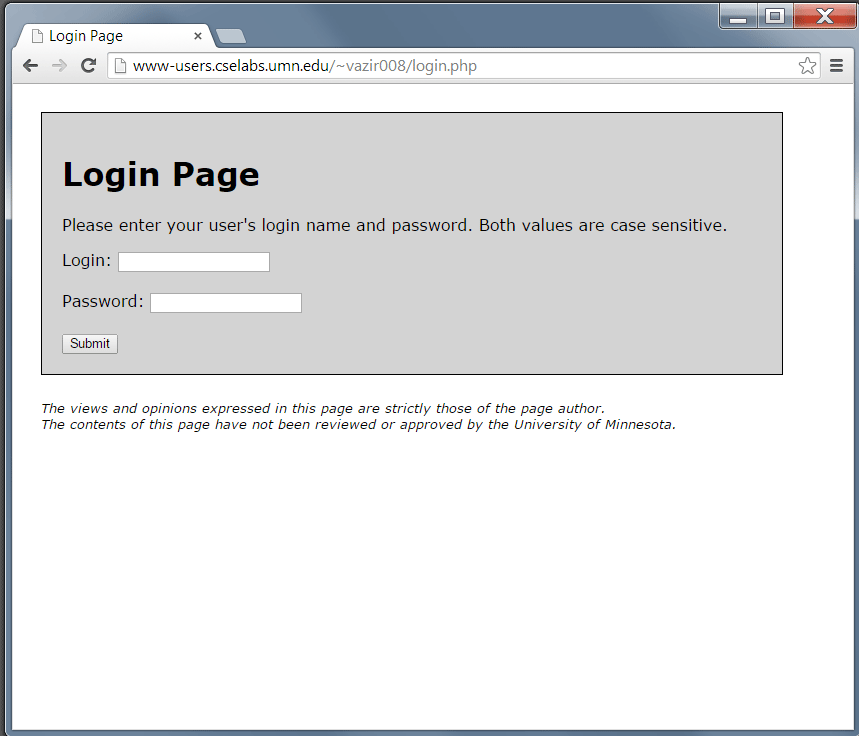 Login Page
www-users.cselabs.umn.edu/~vazir008/login.php
Login Page
Please enter your user's login name and password. Both values are case sensitive.
Login:
Password:
Submit
The views and opinions expressed in this page are strictly those of the page author.
The contents of this page have not been reviewed or approved by the University of Minnesota.